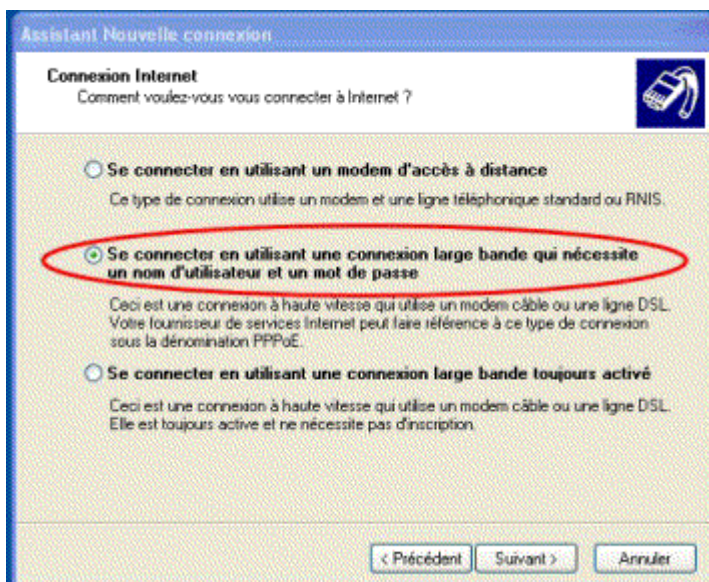 Assistant Nouvelle connexion
Connexion Internet
Comment voulez-vous vous connecter à Internet ?
Se connecter en utilisant un modem d'accès à distance
Ce type de connexion utilise un modem et une ligne téléphonique standard ou RNIS.
Se connecter en utilisant une connexion large bande qui nécessite
un nom d'utilisateur et un mot de passe
Ceci est une connexion à haute vitesse qui utilise un modem câble ou une ligne DSL.
Votre fournisseur de services Internet peut faire référence à ce type de connexion
sous la dénomination PPPoE.
Se connecter en utilisant une connexion large bande toujours activé
Ceci est une connexion à haute vitesse qui utilise un modem câble ou une ligne DSL.
Elle est toujours active et ne nécessite pas d'inscription.
< Précédent Suivant > Annuler